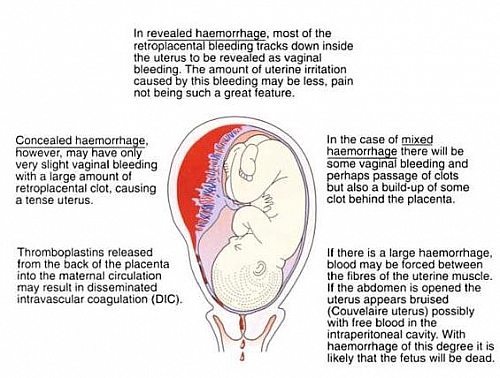 In revealed haemorrhage, most of the
retroplacental bleeding tracks down inside
the uterus to be revealed as vaginal
bleeding. The amount of uterine irritation
caused by this bleeding may be less, pain
not being such a great feature.
Concealed haemorrhage,
however, may have only
very slight vaginal bleeding
with a large amount of
retroplacental clot, causing
a tense uterus.
In the case of mixed
haemorrhage there will be
some vaginal bleeding and
perhaps passage of clots
but also a build-up of some
clot behind the placenta.
Thromboplastins released
from the back of the placenta
into the maternal circulation
may result in disseminated
intravascular coagulation (DIC).
If there is a large haemorrhage,
blood may be forced between
the fibres of the uterine muscle.
If the abdomen is opened the
uterus appears bruised
(Couvelaire uterus) possibly
with free blood in the
intraperitoneal cavity. With
haemorrhage of this degree it is
likely that the fetus will be dead.